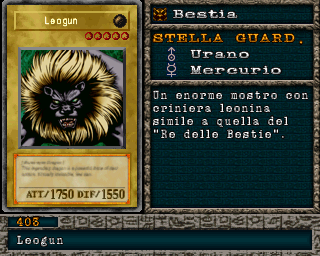 Leogun
ATT/1750 DIF/1550
Bestia
STELLA GUARD.
Urano
Mercurio
Un enorme mostro con
criniera leonina
simile a quella del
"Re delle Bestie".
403
Leogun